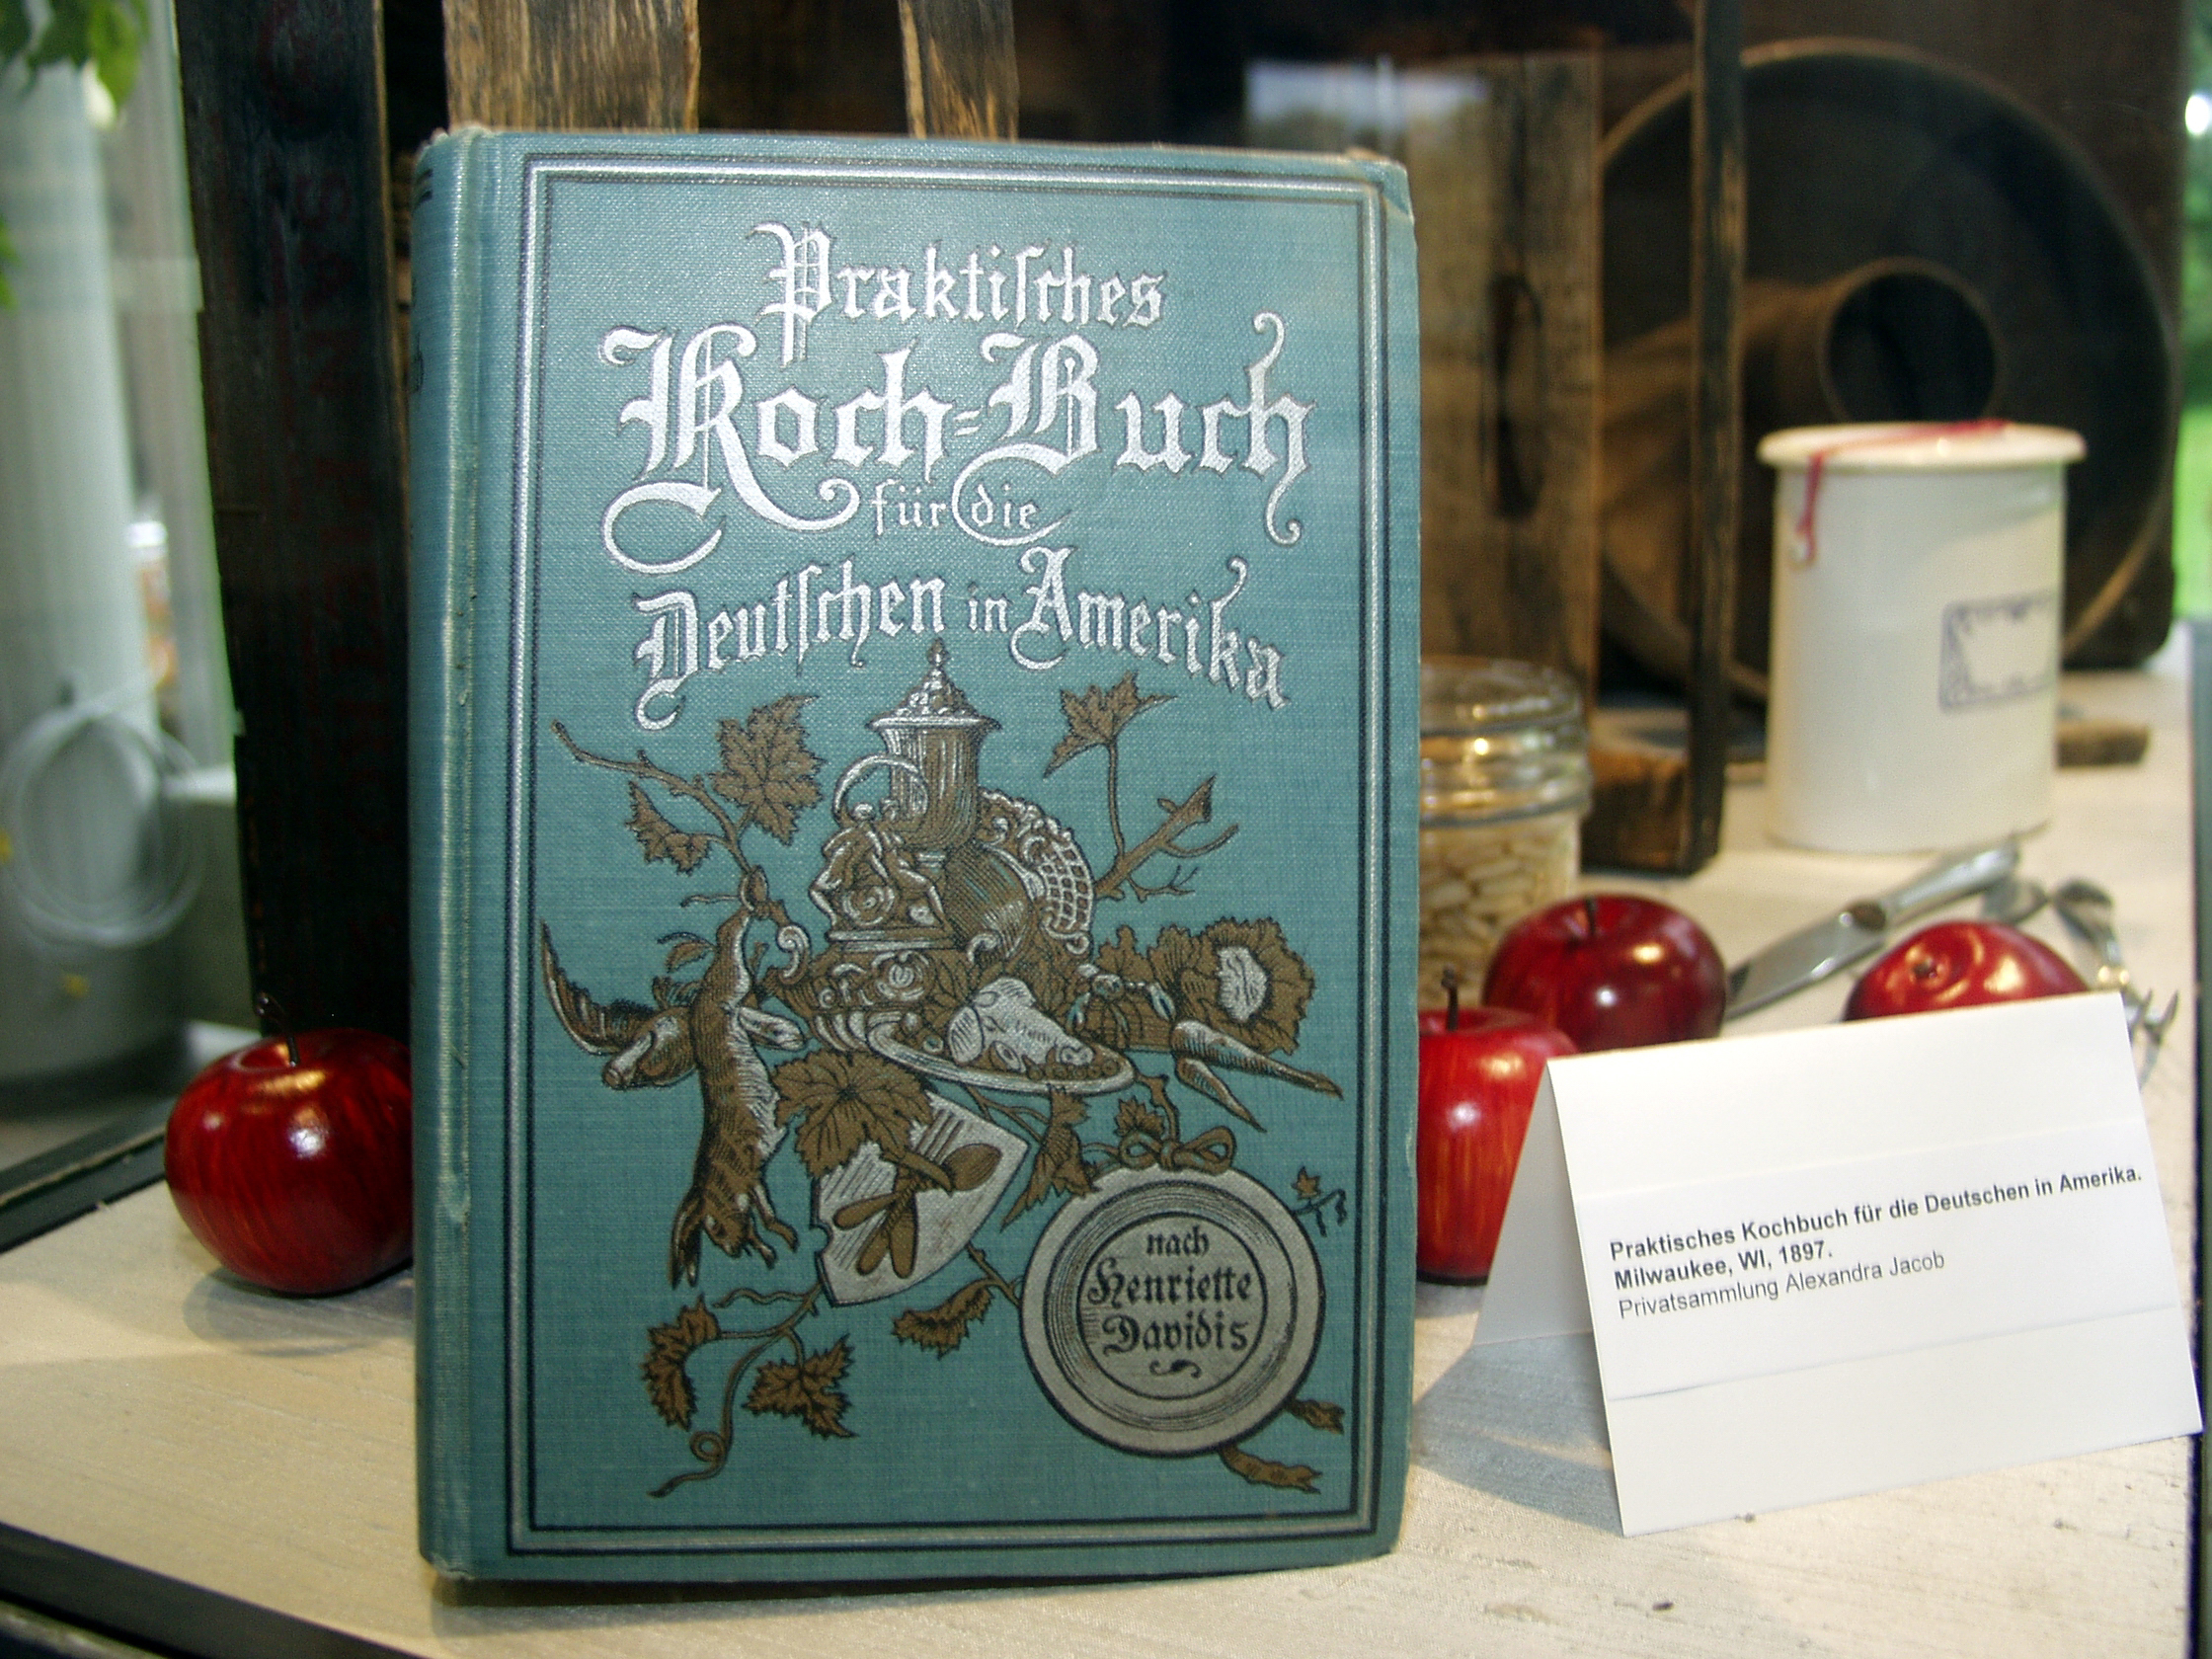 Praktiſches
Koch=Buch
für die
Deutſchen in Amerika
nach
Henriette
Davidis
Praktisches Kochbuch für die Deutschen in Amerika.
Milwaukee, WI, 1897.
Privatsammlung Alexandra Jacob